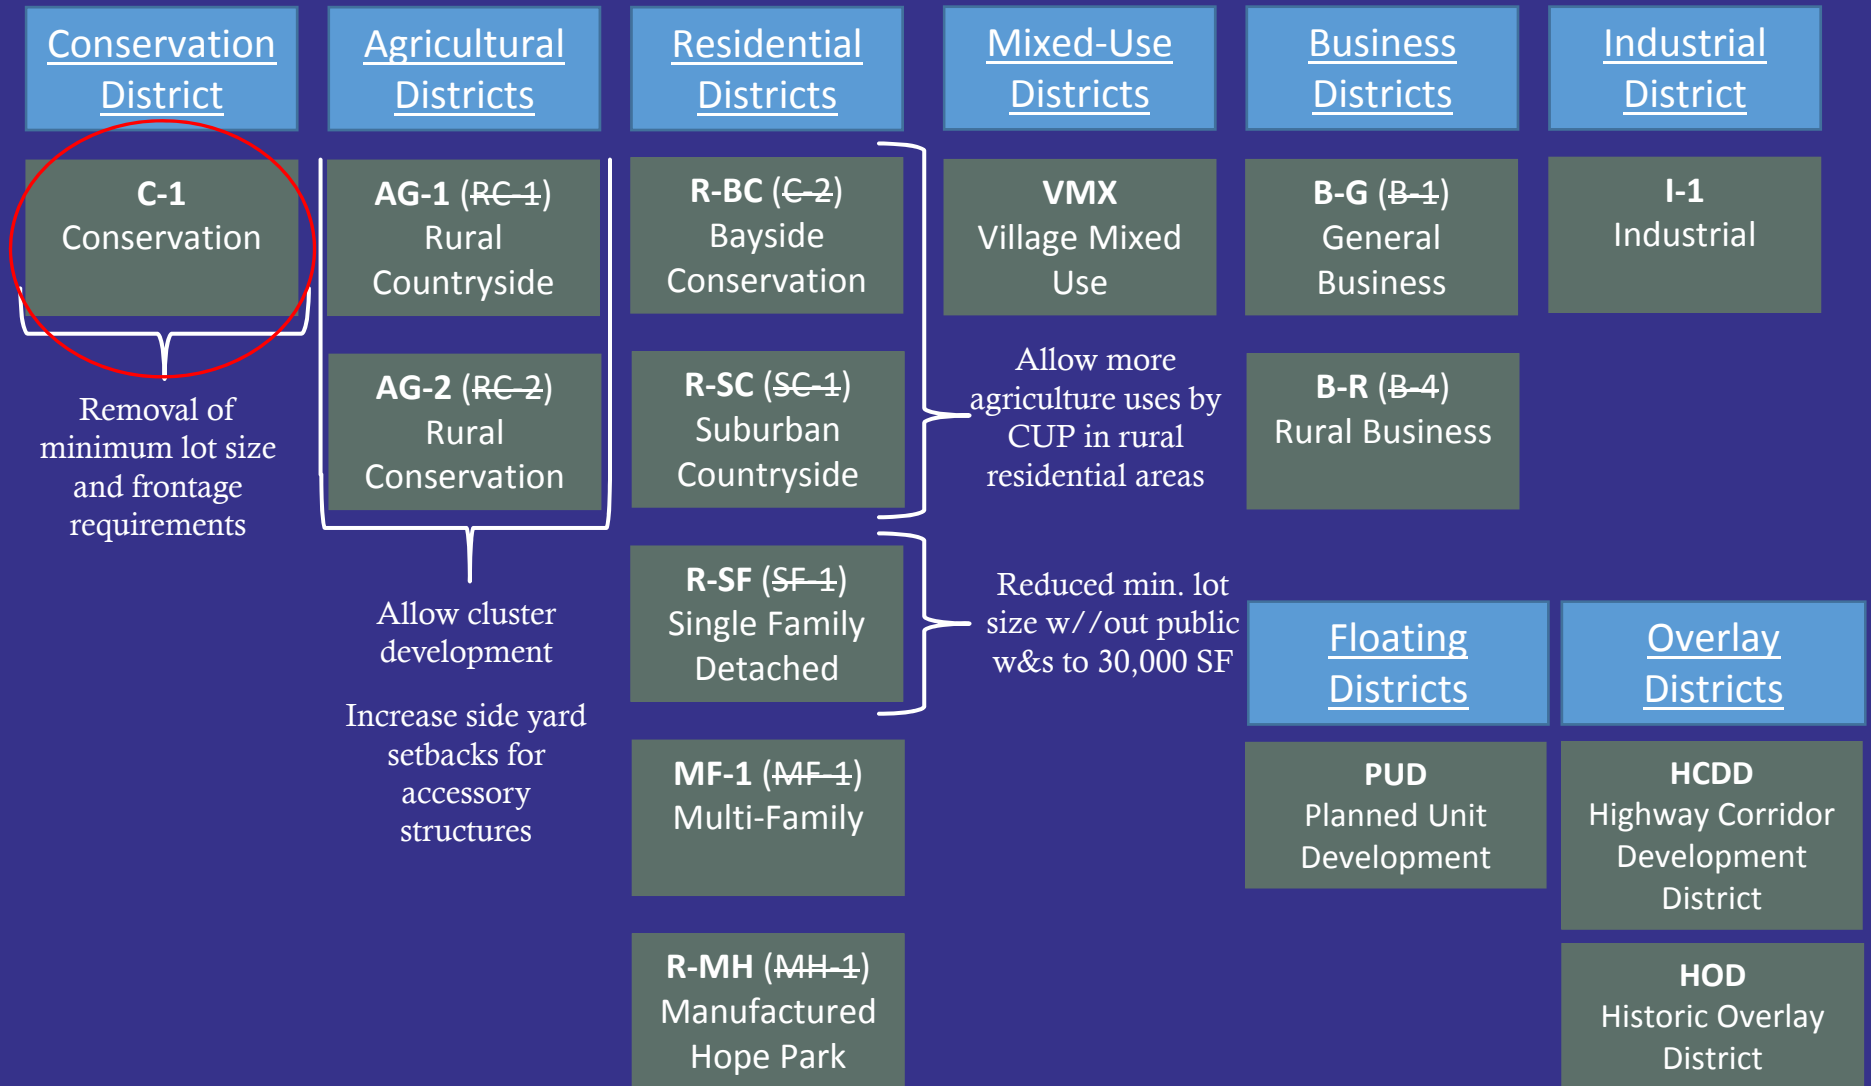 Conservation
District
Agricultural
Districts
Residential
Districts
Mixed-Use
Districts
Business
Districts
Industrial
District
C-1
Conservation
Removal of
minimum lot size
and frontage
requirements
AG-1 (RC-1)
Rural
Countryside
AG-2 (RC-2)
Rural
Conservation
Allow cluster
development
Increase side yard
setbacks for
accessory
structures
R-BC (C-2)
Bayside
Conservation
R-SC (SC-1)
Suburban
Countryside
R-SF (SF-1)
Single Family
Detached
MF-1 (MF-1)
Multi-Family
R-MH (MH-1)
Manufactured
Hope Park
VMX
Village Mixed
Use
Allow more
agriculture uses by
CUP in rural
residential areas
Reduced min. lot
size w//out public
w&s to 30,000 SF
B-G (B-1)
General
Business
B-R (B-4)
Rural Business
I-1
Industrial
Floating
Districts
PUD
Planned Unit
Development
Overlay
Districts
HCDD
Highway Corridor
Development
District
HOD
Historic Overlay
District